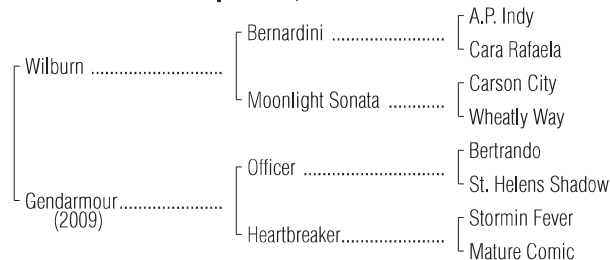 A.P. Indy
Bernardini ....................
Cara Rafaela
Wilburn .......................
Carson City
Moonlight Sonata ............
Wheatly Way
Bertrando
Officer .........................
St. Helens Shadow
Gendarmour..................
(2009)
Stormin Fever
Heartbreaker..................
Mature Comic